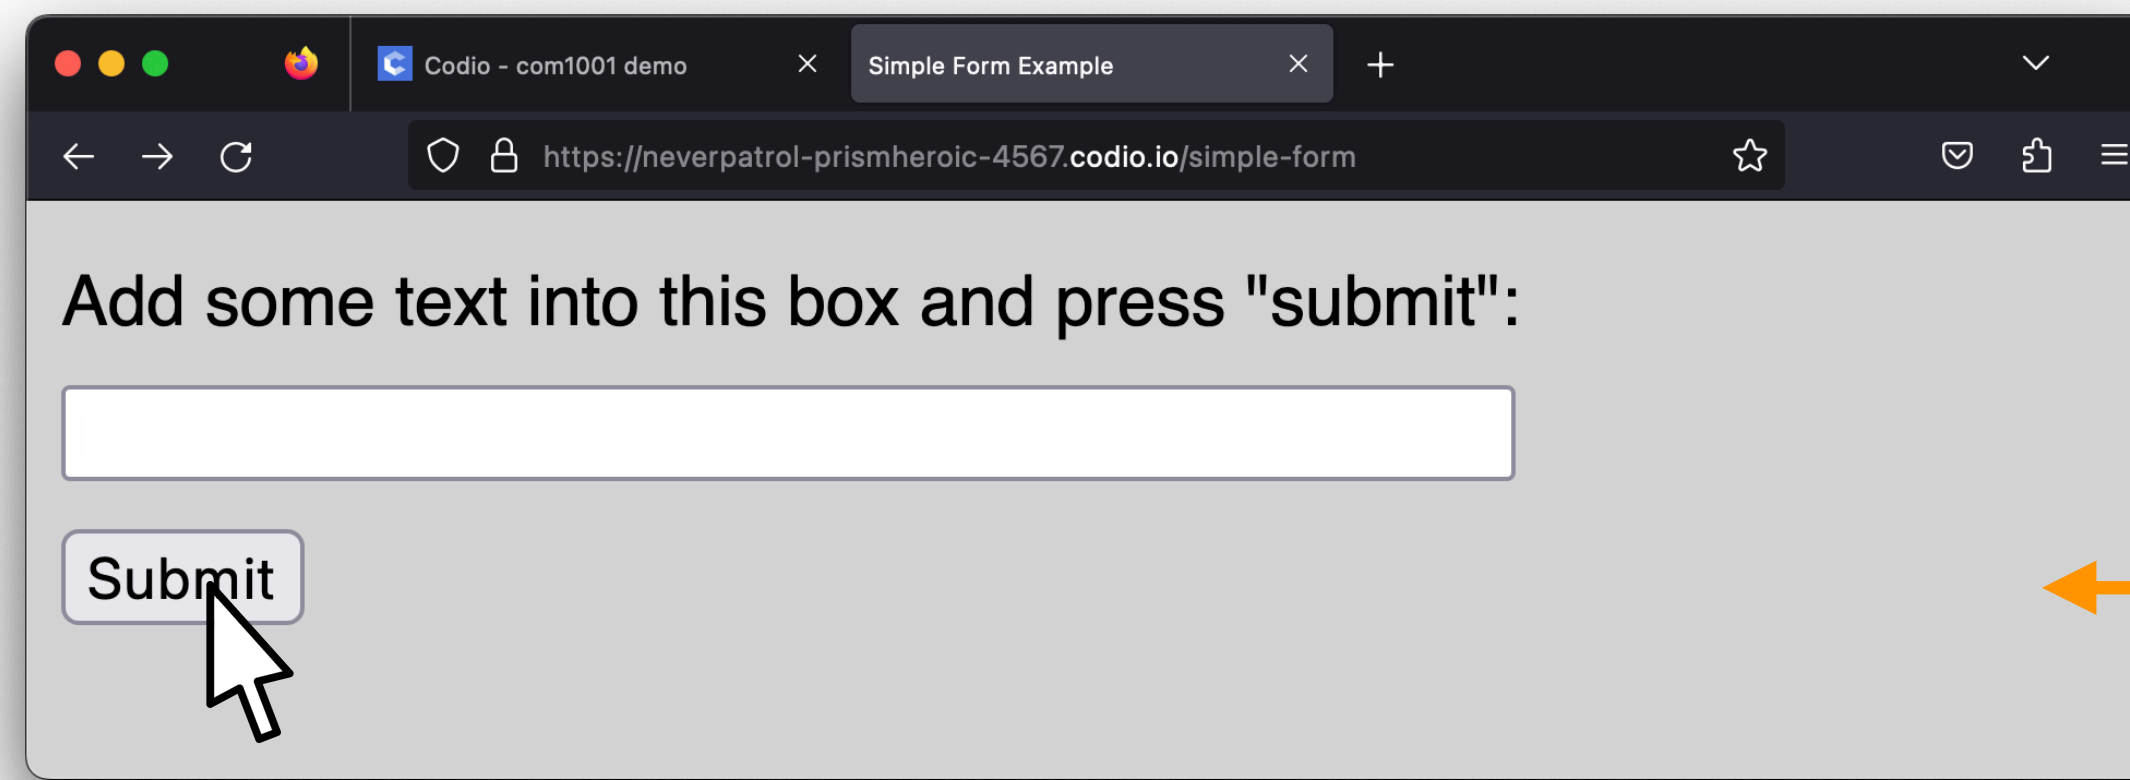 Codio - com1001 demo
Simple Form Example
https://neverpatrol-prismheroic-4567.codio.io/simple-form
Add some text into this box and press "submit":
Submit